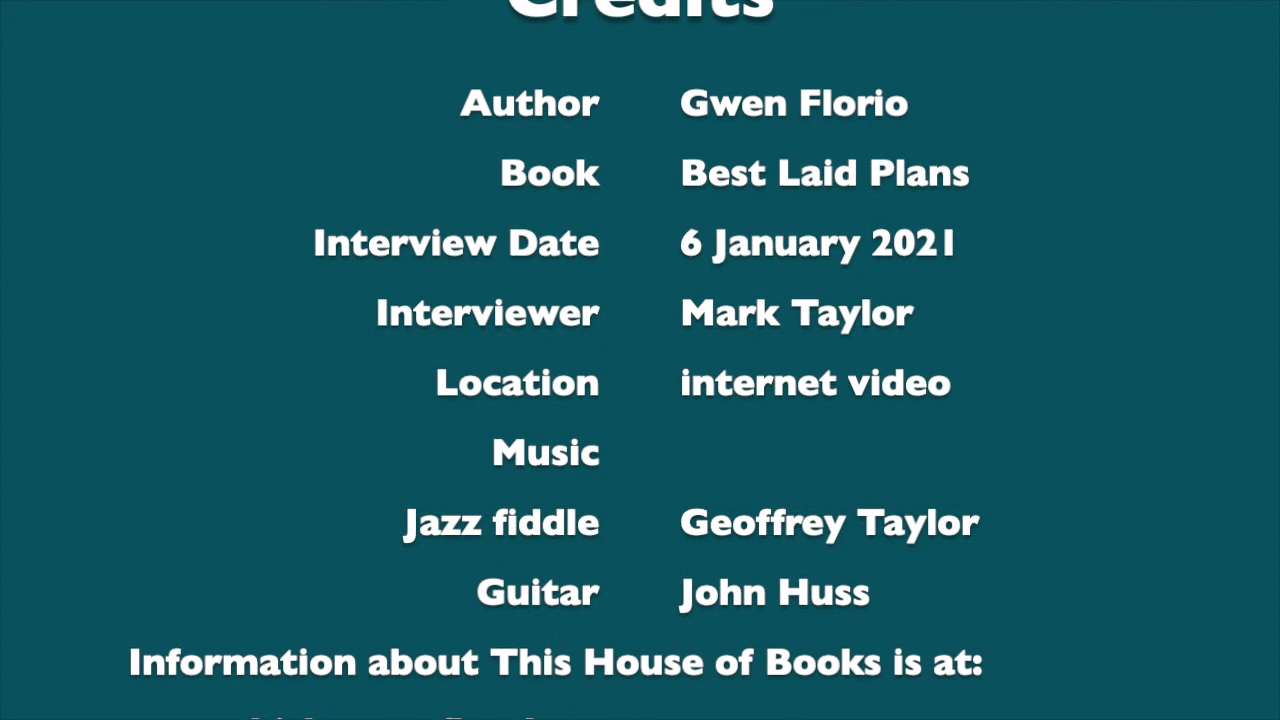 Credits
Author Gwen Florio
Book Best Laid Plans
Interview Date 6 January 2021
Interviewer Mark Taylor
Location internet video
Music
Jazz fiddle Geoffrey Taylor
Guitar John Huss
Information about This House of Books is at: